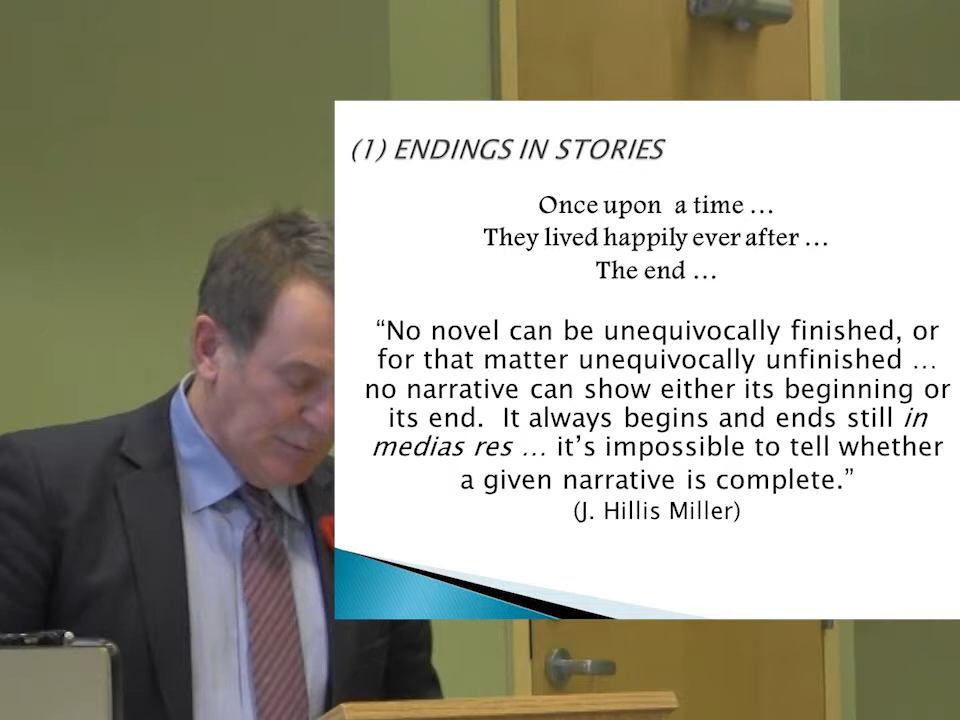 (1) ENDINGS IN STORIES
Once upon a time …
They lived happily ever after …
The end …
“No novel can be unequivocally finished, or
for that matter unequivocally unfinished …
no narrative can show either its beginning or
its end. It always begins and ends still in
medias res … it’s impossible to tell whether
a given narrative is complete.”
(J. Hillis Miller)